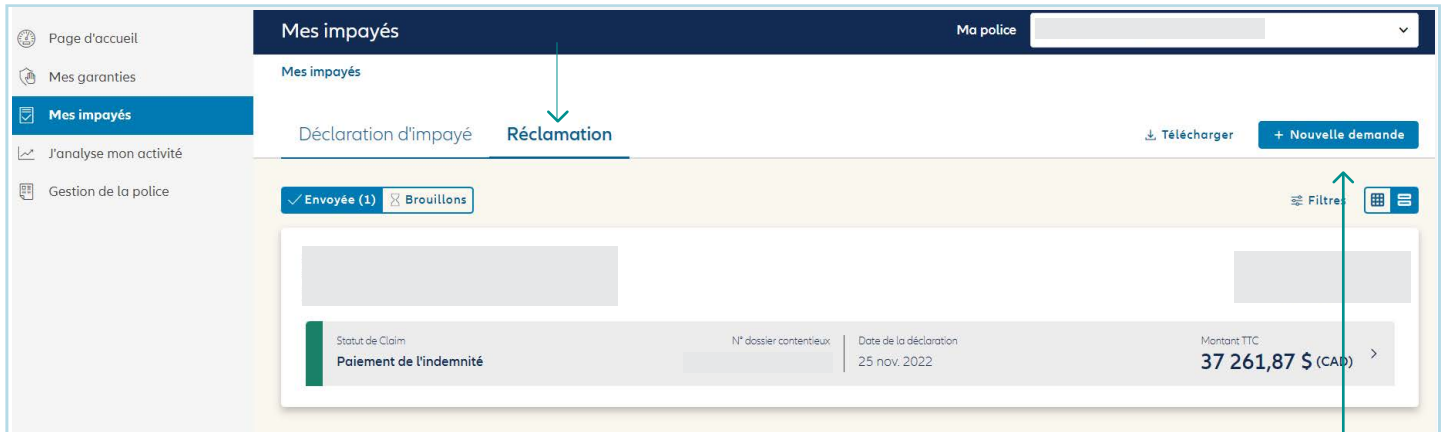 Page d'accueil
Mes garanties
Mes impayés
J'analyse mon activité
Gestion de la police
Mes impayés
Ma police
Mes impayés
Déclaration d'impayé
Réclamation
Télécharger
+ Nouvelle demande
Envoyée (1)
Brouillons
Filtres
Statut de Claim
N° dossier contentieux
Date de la déclaration
Montant TTC
Paiement de l'indemnité
25 nov. 2022
37 261,87 $ (CAD)